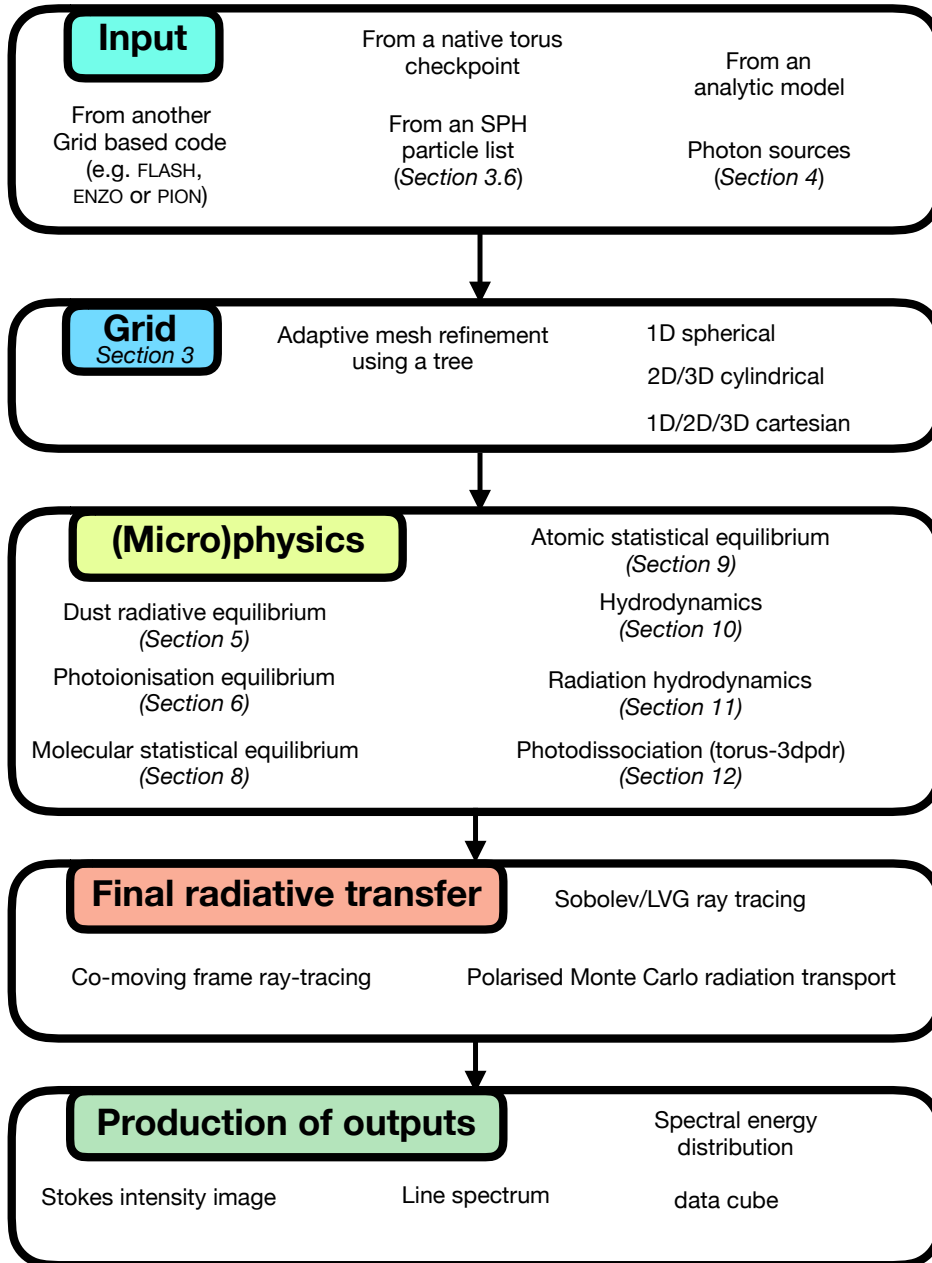 Input
From a native torus
checkpoint
From an
analytic model
From another
Grid based code
(e.g. FLASH,
ENZO or PION)
From an SPH
particle list
(Section 3.6)
Photon sources
(Section 4)
Grid
Section 3
Adaptive mesh refinement
using a tree
1D spherical
2D/3D cylindrical
1D/2D/3D cartesian
(Micro)physics
Dust radiative equilibrium
(Section 5)
Photoionisation equilibrium
(Section 6)
Molecular statistical equilibrium
(Section 8)
Atomic statistical equilibrium
(Section 9)
Hydrodynamics
(Section 10)
Radiation hydrodynamics
(Section 11)
Photodissociation (torus-3dpdr)
(Section 12)
Final radiative transfer
Sobolev/LVG ray tracing
Co-moving frame ray-tracing
Polarised Monte Carlo radiation transport
Production of outputs
Spectral energy
distribution
Stokes intensity image
Line spectrum
data cube